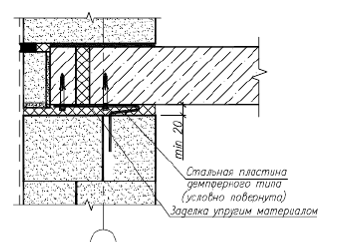 min. 20
Стальная пластина
демпферного типа
(условно повернута)
Заделка упругим материалом